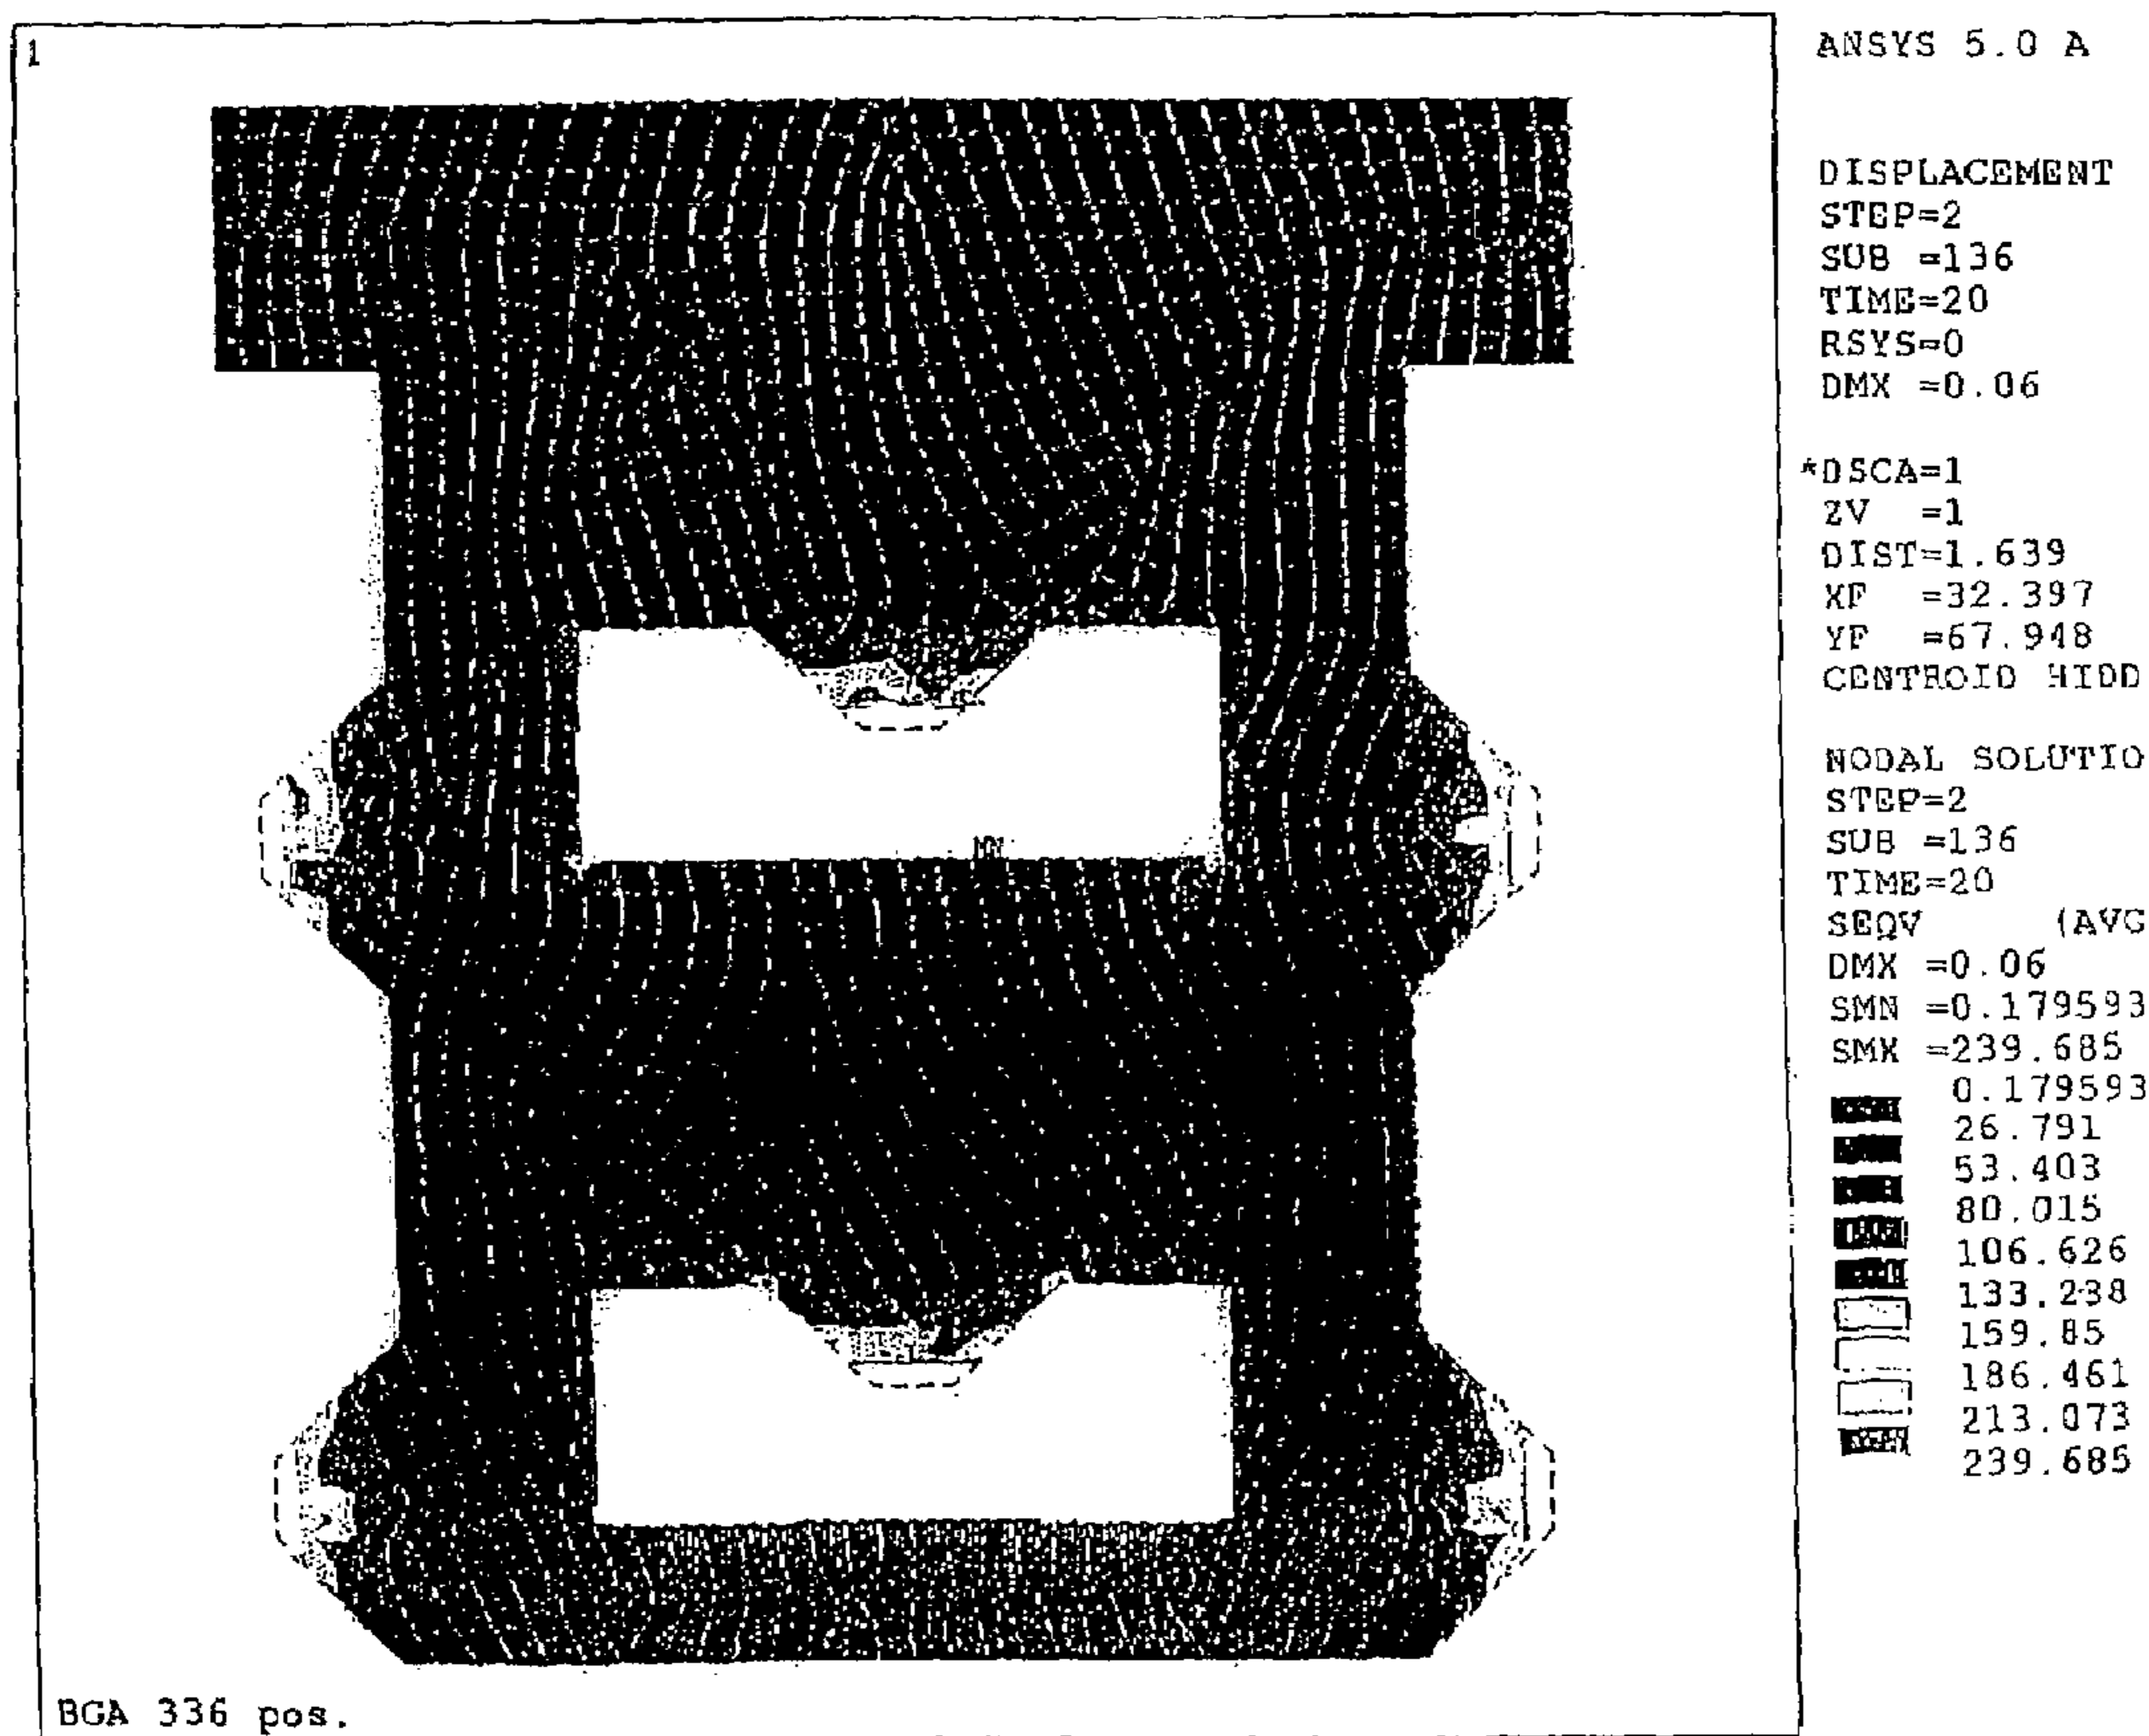 1
ANSYS 5.0 A
DISPLACEMENT
STEP=2
SUB =136
TIME=20
RSYS=0
DMX =0.06
*DSCA=1
ZV =1
DIST=1.639
XF =32.397
YF =67.948
CENTROID HIDD
NODAL SOLUTIO
STEP=2
SUB =136
TIME=20
SEQV (AVG
DMX =0.06
SMN =0.179593
SMX =239.685
0.179593
26.791
53.403
80.015
106.626
133.238
159.85
186.461
213.073
239.685
MN
BGA 336 pos.